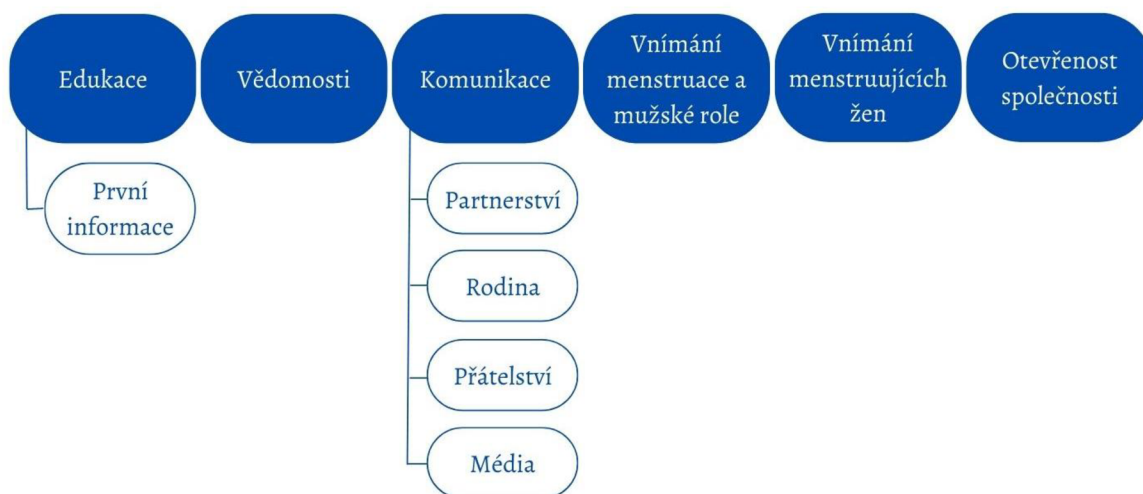 Edukace
Vědomosti
Komunikace
Vnímání
menstruace a
mužské role
Vnímání
menstruujících
žen
Otevřenost
společnosti
První
informace
Partnerství
Rodina
Přátelství
Média